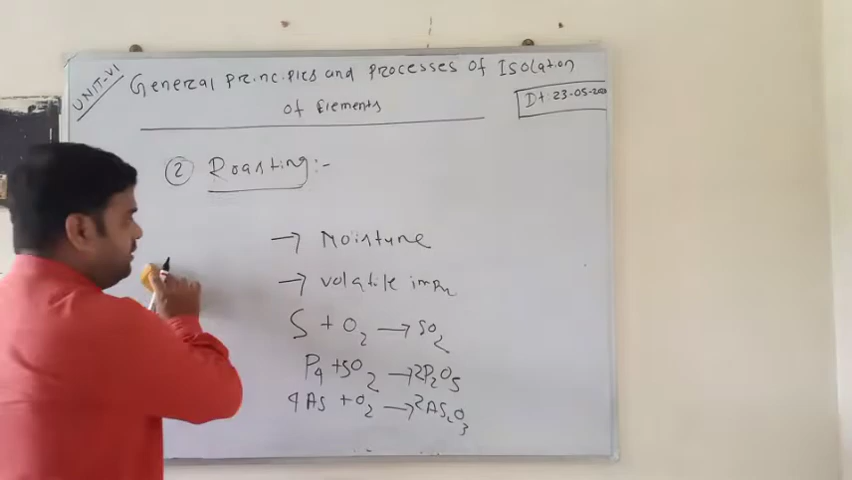 UNIT-VI
General principles and processes of Isolation
of Elements
Dt: 23-05-200
② Roasting:-
→ Moisture
→ volatile impu
S + O2 → SO2
P4 + 5O2 → 2P2O5
4As + O2 → 2As2O3